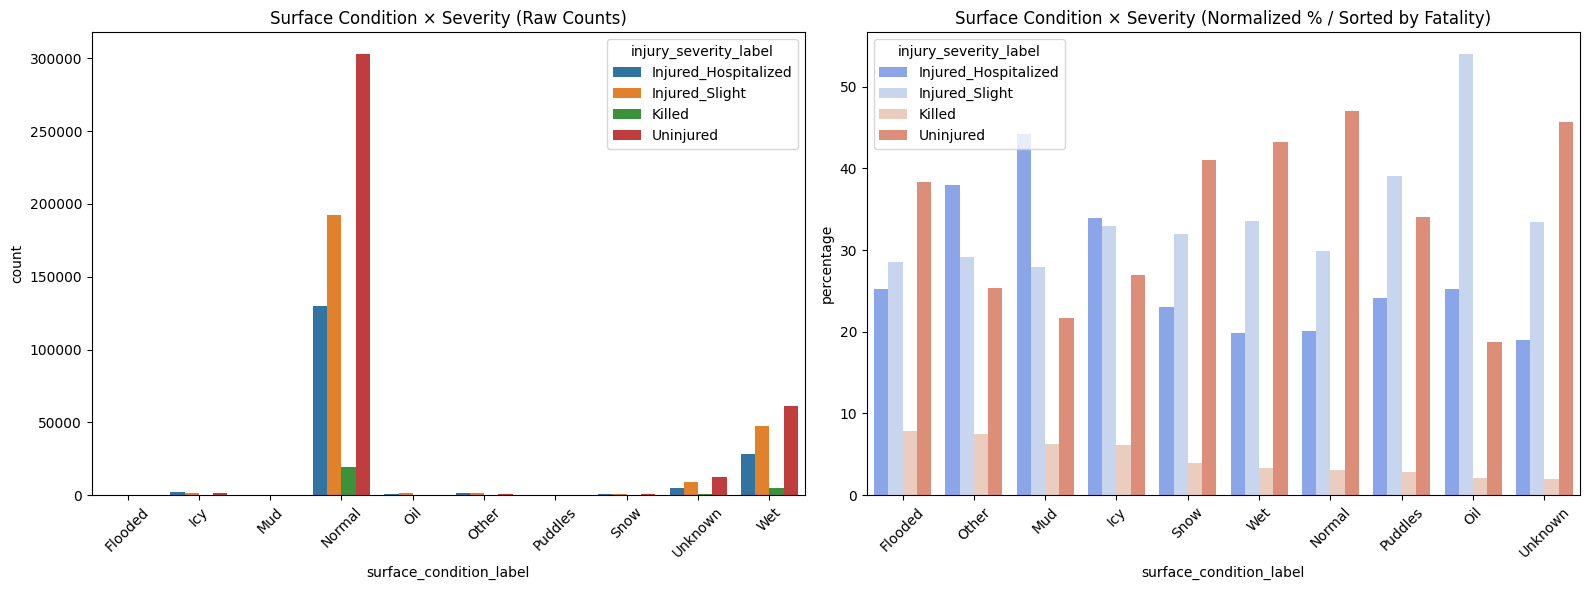 Surface Condition × Severity (Raw Counts)
count
300000
250000
200000
150000
100000
50000
0
injury_severity_label
Injured_Hospitalized
Injured_Slight
Killed
Uninjured
Flooded
Icy
Mud
Normal
Oil
Other
Puddles
Snow
Unknown
Wet
surface_condition_label
Surface Condition × Severity (Normalized % / Sorted by Fatality)
percentage
50
40
30
20
10
0
injury_severity_label
Injured_Hospitalized
Injured_Slight
Killed
Uninjured
Flooded
Other
Mud
Icy
Snow
Wet
Normal
Puddles
Oil
Unknown
surface_condition_label